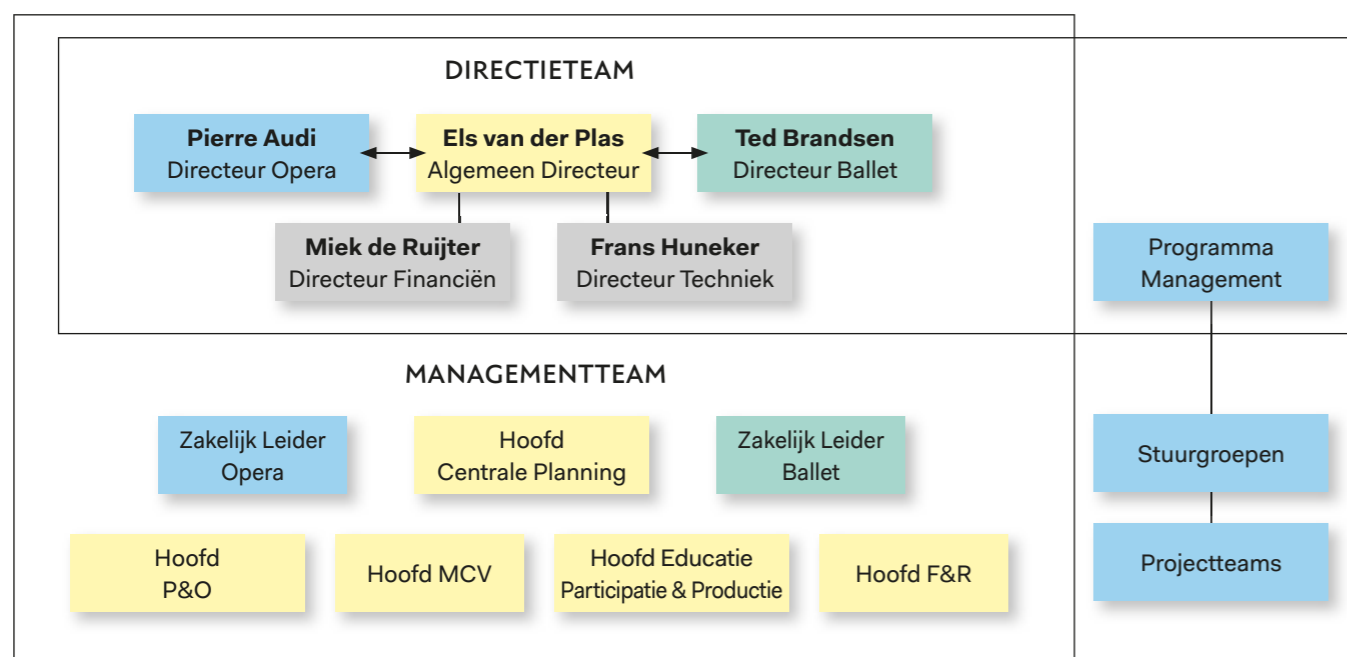 DIRECTIETEAM
Pierre Audi
Directeur Opera
Els van der Plas
Algemeen Directeur
Ted Brandsen
Directeur Ballet
Miek de Ruijter
Directeur Financiën
Frans Huneker
Directeur Techniek
Programma
Management
MANAGEMENTTEAM
Zakelijk Leider
Opera
Hoofd
Centrale Planning
Zakelijk Leider
Ballet
Stuurgroepen
Hoofd
P&O
Hoofd MCV
Hoofd Educatie
Participatie & Productie
Hoofd F&R
Projectteams